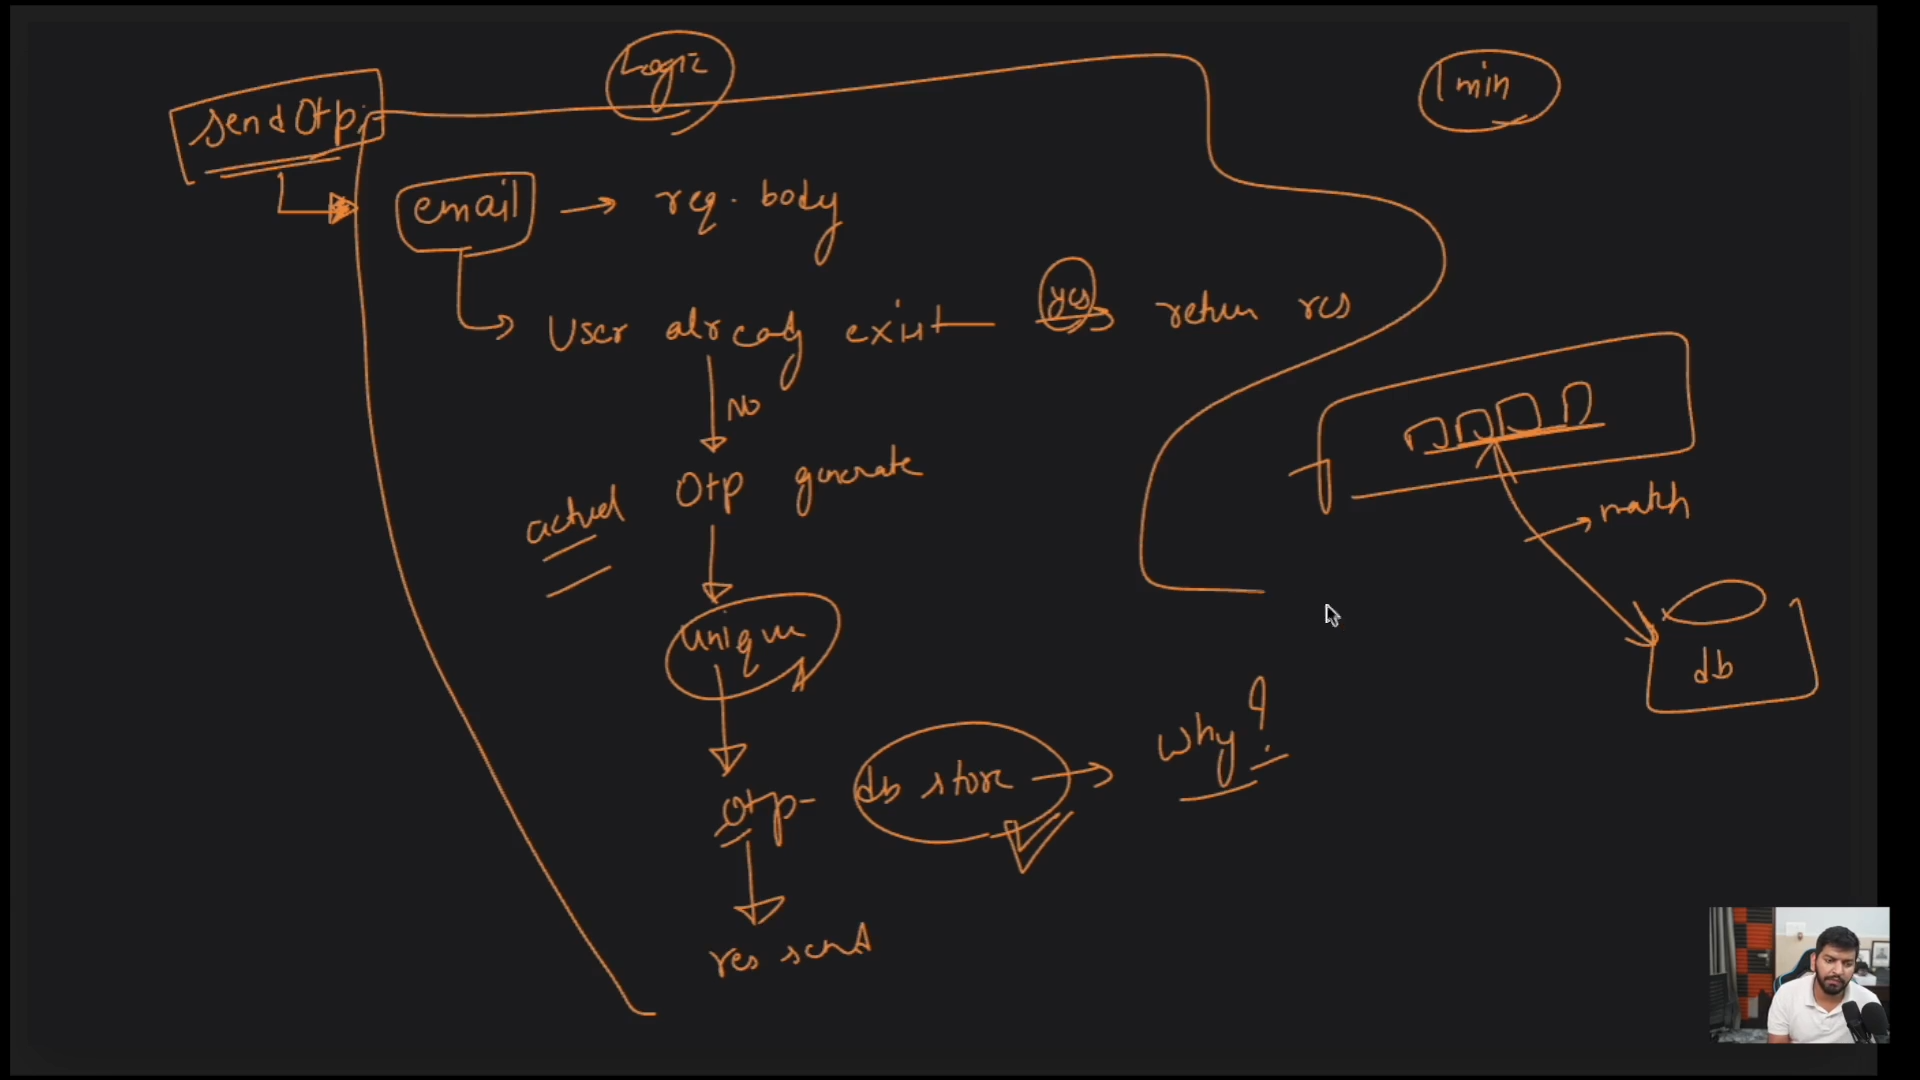 Logic
1 min
sendOtp
email → req. body
User already exist — yes → return res
No
Otp generate
actual
match
unique
db
Why?
Otp - db store →
res send